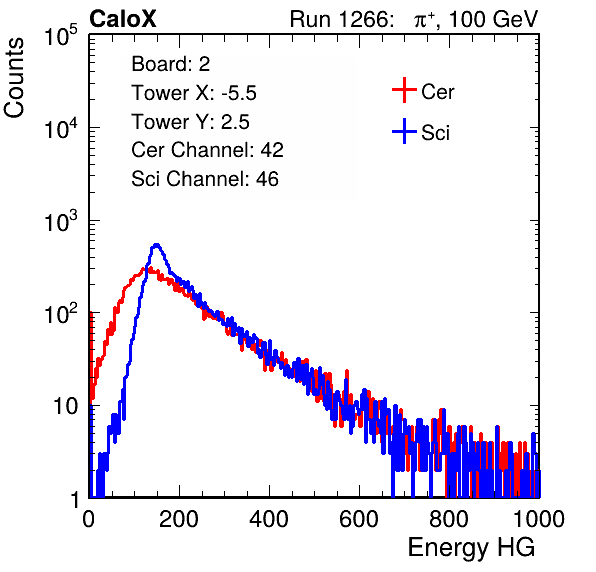 CaloX Run 1266: π⁺, 100 GeV
Counts
10⁵
10⁴
10³
10²
10
1
Board: 2
Tower X: -5.5
Tower Y: 2.5
Cer Channel: 42
Sci Channel: 46
Cer
Sci
0 200 400 600 800 1000
Energy HG